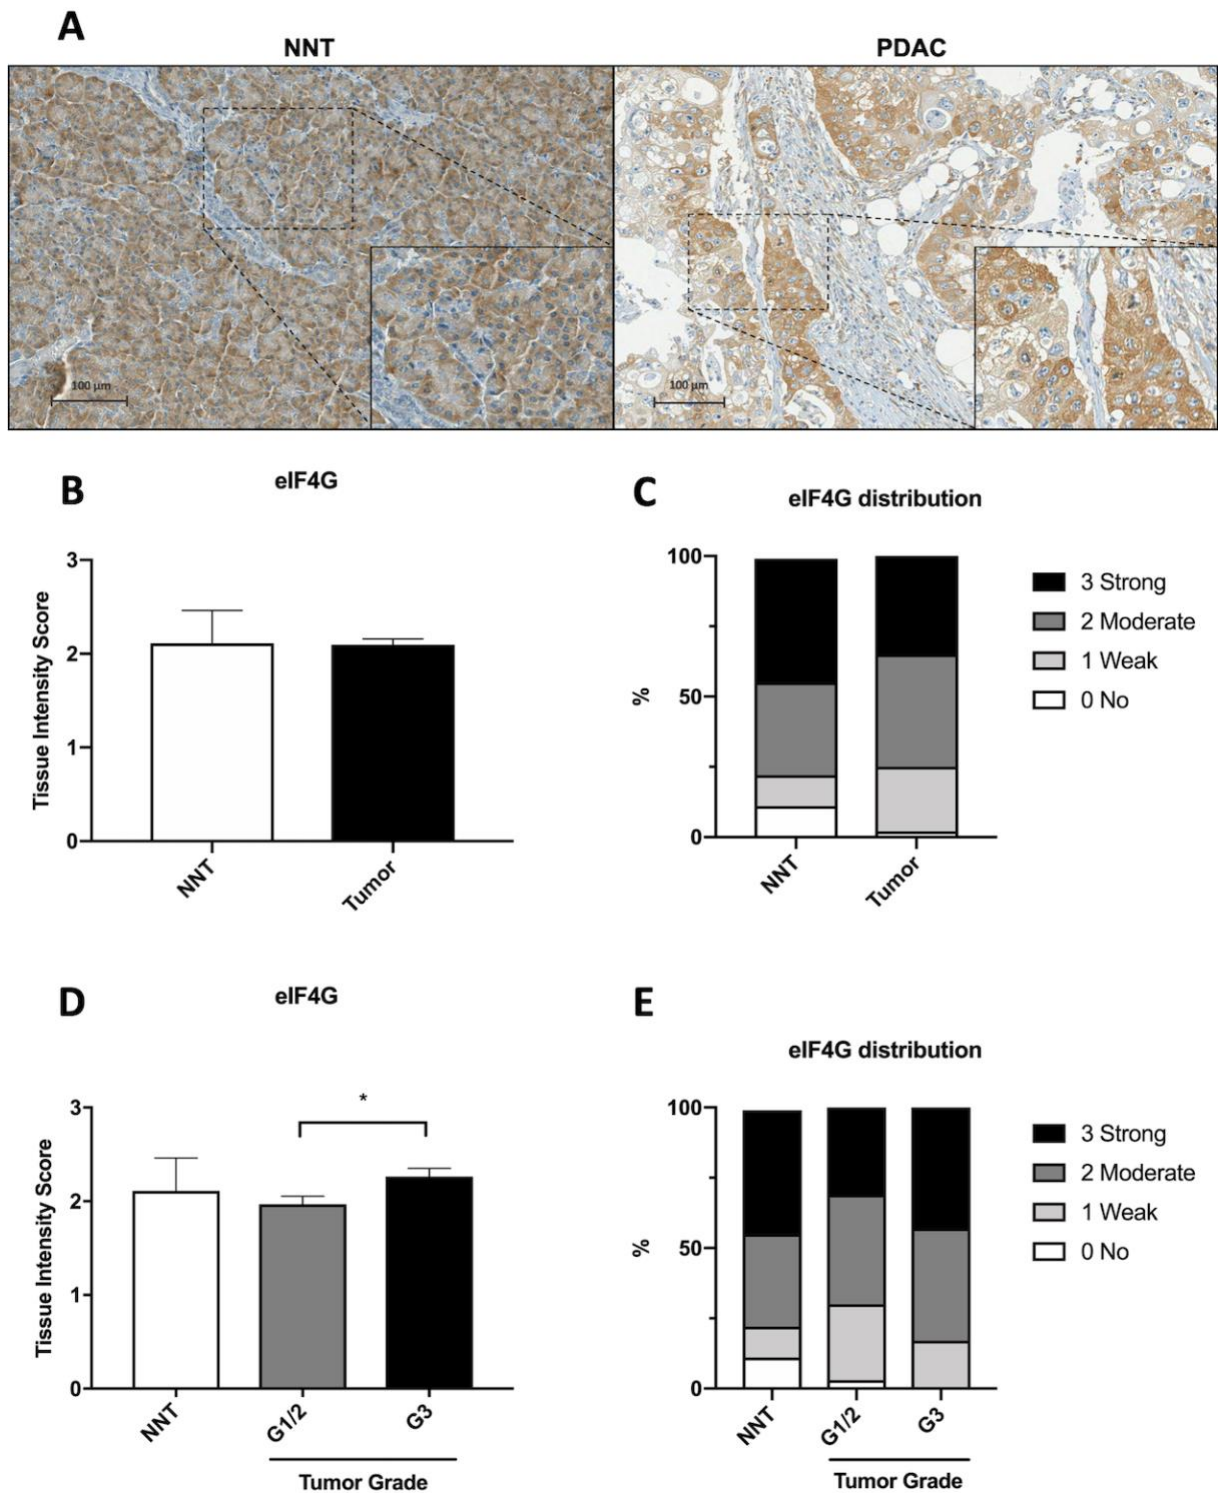 A
NNT
PDAC
100 µm
100 µm
B
eIF4G
Tissue Intensity Score
3
2
1
0
NNT
Tumor
C
eIF4G distribution
%
100
50
0
NNT
Tumor
3 Strong
2 Moderate
1 Weak
0 No
D
eIF4G
Tissue Intensity Score
3
2
1
0
*
NNT
G1/2
G3
Tumor Grade
E
eIF4G distribution
%
100
50
0
NNT
G1/2
G3
Tumor Grade
3 Strong
2 Moderate
1 Weak
0 No